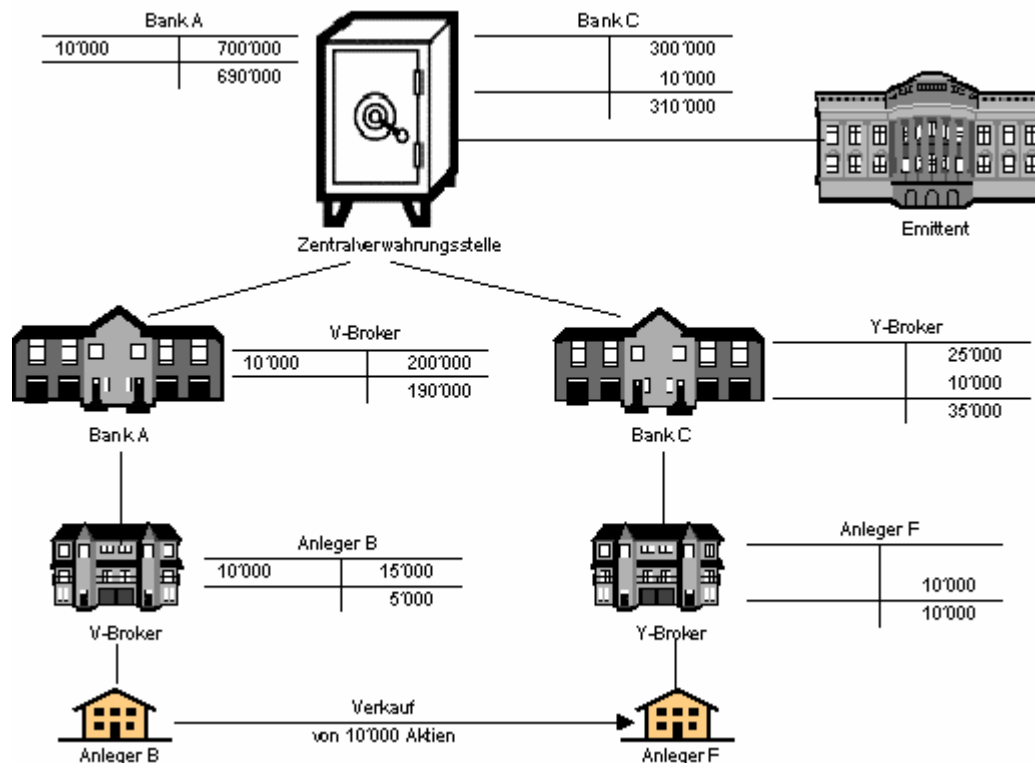 Bank A
10'000 700'000
690'000
Bank C
300'000
10'000
310'000
Emittent
Zentralverwahrungsstelle
V-Broker
10'000 200'000
190'000
Bank A
Y-Broker
25'000
10'000
35'000
Bank C
Anleger B
10'000 15'000
5'000
V-Broker
Anleger F
10'000
10'000
Y-Broker
Verkauf
von 10'000 Aktien
Anleger B
Anleger F